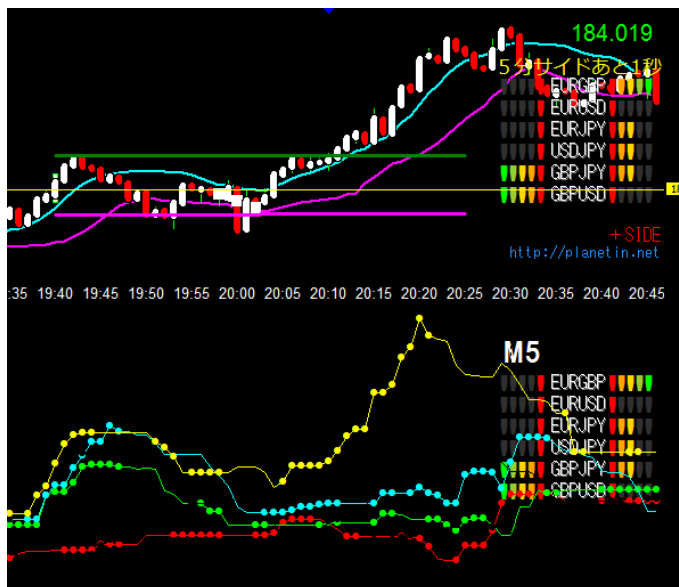 184.019
5分サイドあと1秒
EURGBP
EURUSD
EURJPY
USDJPY
GBPJPY
GBPUSD
18
+SIDE
http://planetin.net
:35 19:40 19:45 19:50 19:55 20:00 20:05 20:10 20:15 20:20 20:25 20:30 20:35 20:40 20:45
M5
EURGBP
EURUSD
EURJPY
USDJPY
GBPJPY
GBPUSD